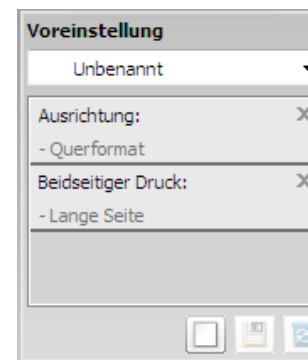 Voreinstellung
Unbenannt
Ausrichtung:
- Querformat
Beidseitiger Druck:
- Lange Seite